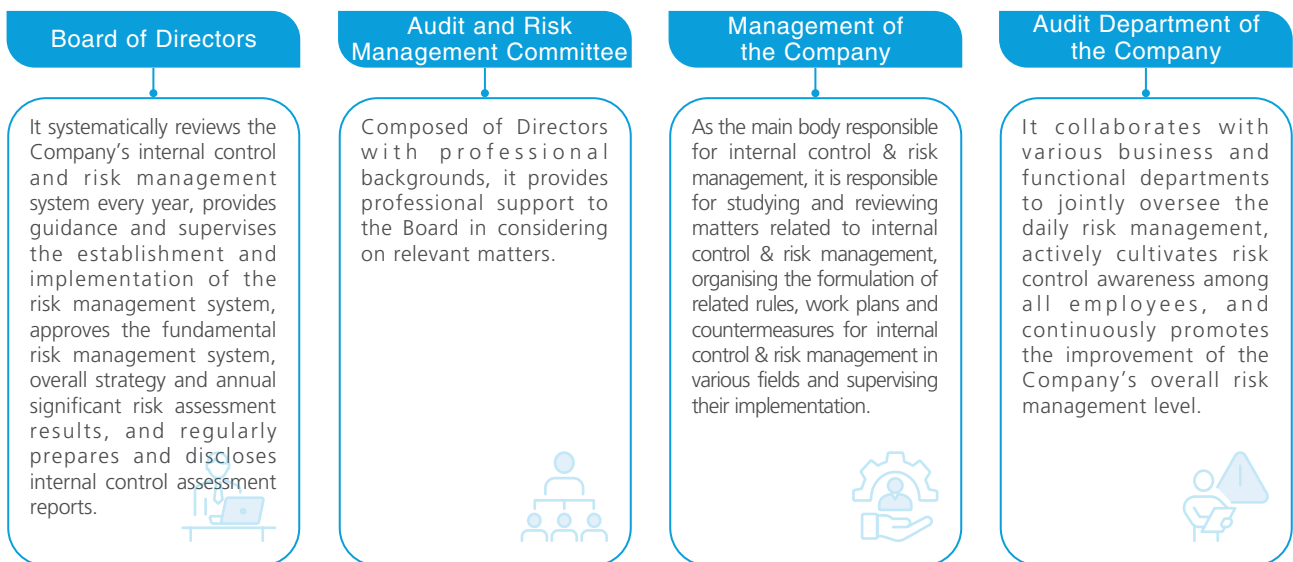 Board of Directors
It systematically reviews the
Company's internal control
and risk management
system every year, provides
guidance and supervises
the establishment and
implementation of the
risk management system,
approves the fundamental
risk management system,
overall strategy and annual
significant risk assessment
results, and regularly
prepares and discloses
internal control assessment
reports.
Audit and Risk
Management Committee
Composed of Directors
with professional
backgrounds, it provides
professional support to
the Board in considering
on relevant matters.
Management of
the Company
As the main body responsible
for internal control & risk
management, it is responsible
for studying and reviewing
matters related to internal
control & risk management,
organising the formulation of
related rules, work plans and
countermeasures for internal
control & risk management in
various fields and supervising
their implementation.
Audit Department of
the Company
It collaborates with
various business and
functional departments
to jointly oversee the
daily risk management,
actively cultivates risk
control awareness among
all employees, and
continuously promotes
the improvement of the
Company's overall risk
management level.